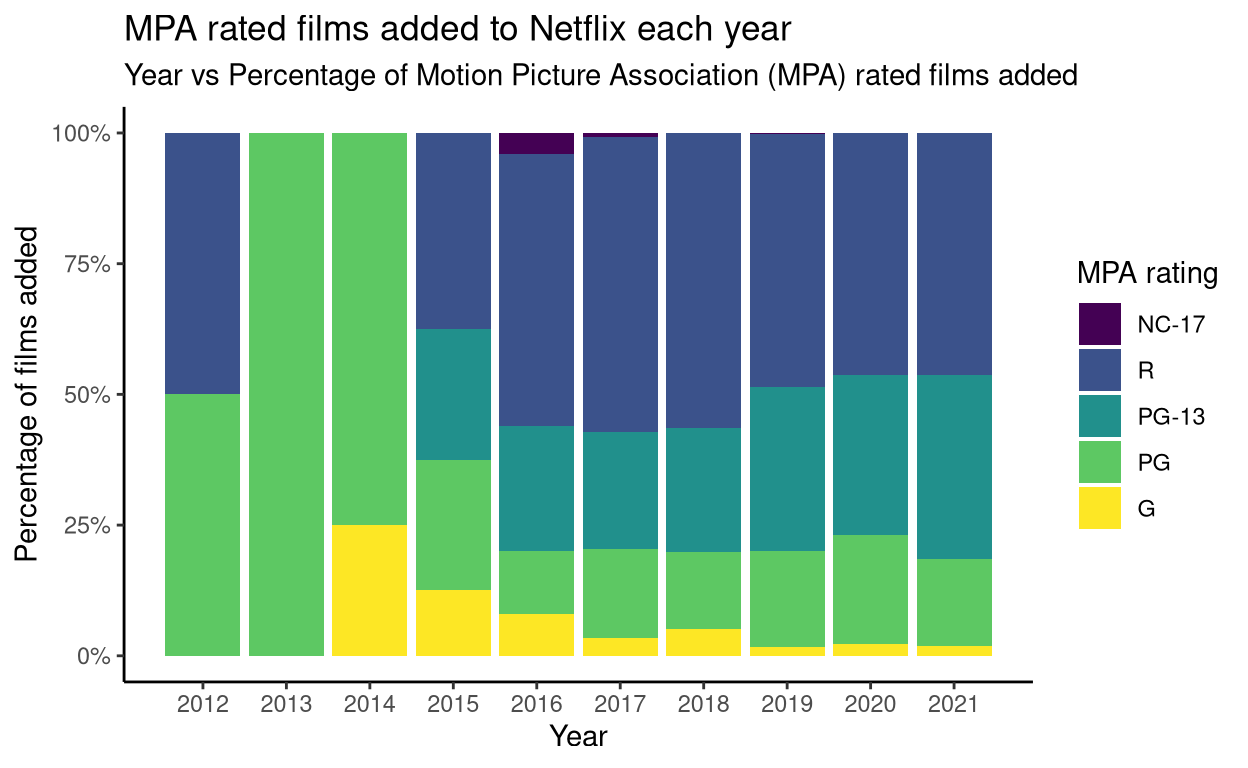 MPA rated films added to Netflix each year
Year vs Percentage of Motion Picture Association (MPA) rated films added
Percentage of films added
100%
75%
50%
25%
0%
2012 2013 2014 2015 2016 2017 2018 2019 2020 2021
Year
MPA rating
NC-17
R
PG-13
PG
G